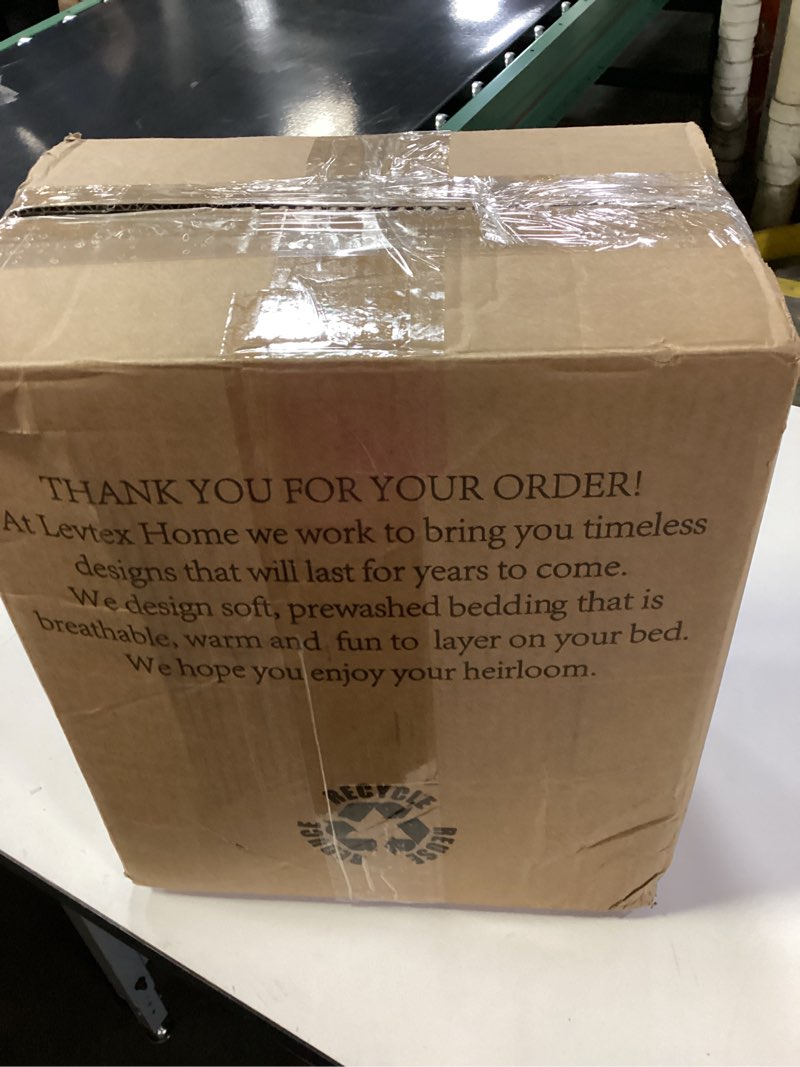 THANK YOU FOR YOUR ORDER!
At Levtex Home we work to bring you timeless
designs that will last for years to come.
We design soft, prewashed bedding that is
breathable, warm and fun to layer on your bed.
We hope you enjoy your heirloom.
RECYCLE
REUSE
REDUCE